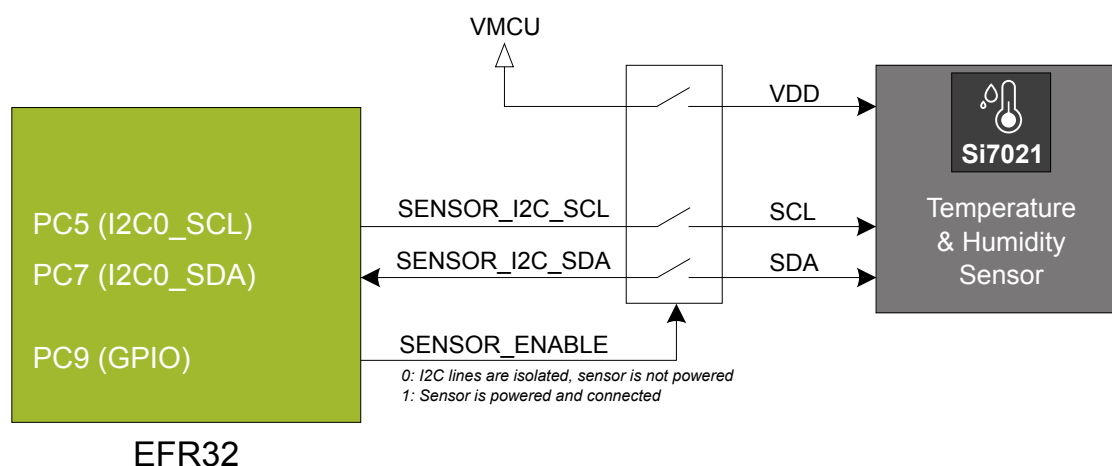 VMCU
VDD
Si7021
PC5 (I2C0_SCL)
SENSOR_I2C_SCL
SCL
Temperature
& Humidity
Sensor
PC7 (I2C0_SDA)
SENSOR_I2C_SDA
SDA
PC9 (GPIO)
SENSOR_ENABLE
0: I2C lines are isolated, sensor is not powered
1: Sensor is powered and connected
EFR32